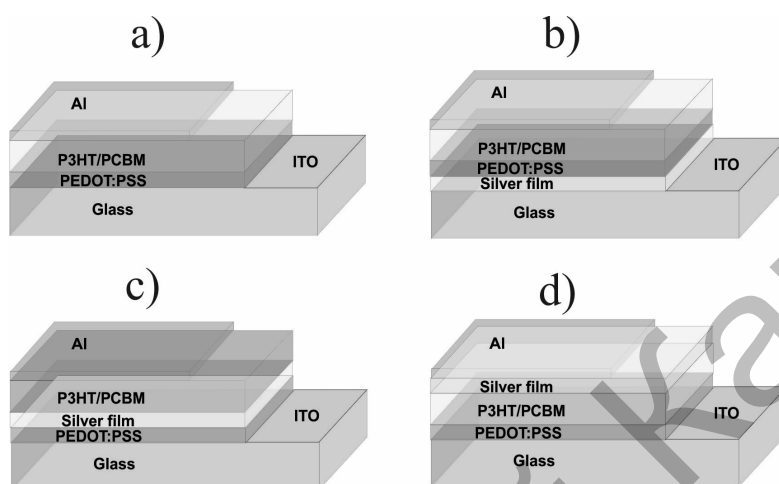 a)
Al
P3HT/PCBM
PEDOT:PSS
ITO
Glass
b)
Al
P3HT/PCBM
PEDOT:PSS
Silver film
ITO
Glass
c)
Al
P3HT/PCBM
Silver film
PEDOT:PSS
ITO
Glass
d)
Al
Silver film
P3HT/PCBM
PEDOT:PSS
ITO
Glass